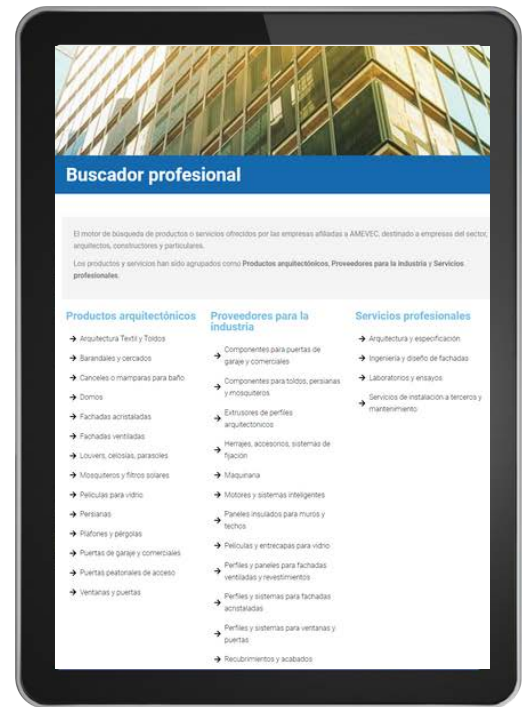 Buscador profesional
El motor de búsqueda de productos o servicios ofrecidos por las empresas afiliadas a AMEVEC, destinado a empresas del sector,
arquitectos, constructores y particulares.
Los productos y servicios han sido agrupados como Productos arquitectónicos, Proveedores para la industria y Servicios
profesionales.
Productos arquitectónicos
Arquitectura Textil y Toldos
Barandales y cercados
Canceles o mamparas para baño
Domos
Fachadas acristaladas
Fachadas ventiladas
Louvers, celosías, parasoles
Mosquiteros y filtros solares
Películas para vidrio
Persianas
Plafones y pérgolas
Puertas de garaje y comerciales
Puertas peatonales de acceso
Ventanas y puertas
Proveedores para la
industria
Componentes para puertas de
garaje y comerciales
Componentes para toldos, persianas
y mosquiteros
Extrusores de perfiles
arquitectónicos
Herrajes, accesorios, sistemas de
fijación
Maquinaria
Motores y sistemas inteligentes
Paneles insulados para muros y
techos
Películas y entrecapas para vidrio
Perfiles y paneles para fachadas
ventiladas y revestimientos
Perfiles y sistemas para fachadas
acristaladas
Perfiles y sistemas para ventanas y
puertas
Recubrimientos y acabados
Servicios profesionales
Arquitectura y especificación
Ingeniería y diseño de fachadas
Laboratorios y ensayos
Servicios de instalación a terceros y
mantenimiento